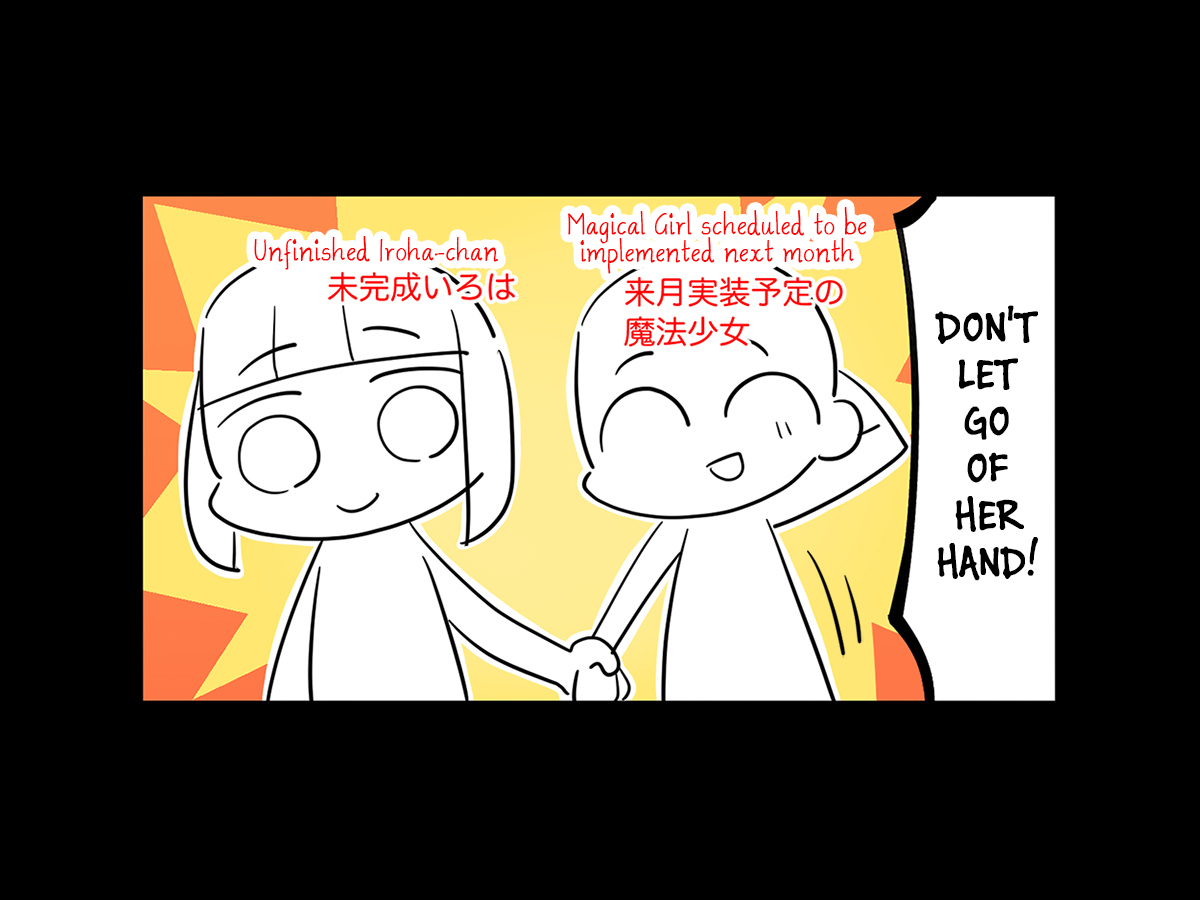 Unfinished Iroha-chan
未完成いろは
Magical Girl scheduled to be
implemented next month
来月実装予定の
魔法少女
DON'T
LET
GO
OF
HER
HAND!